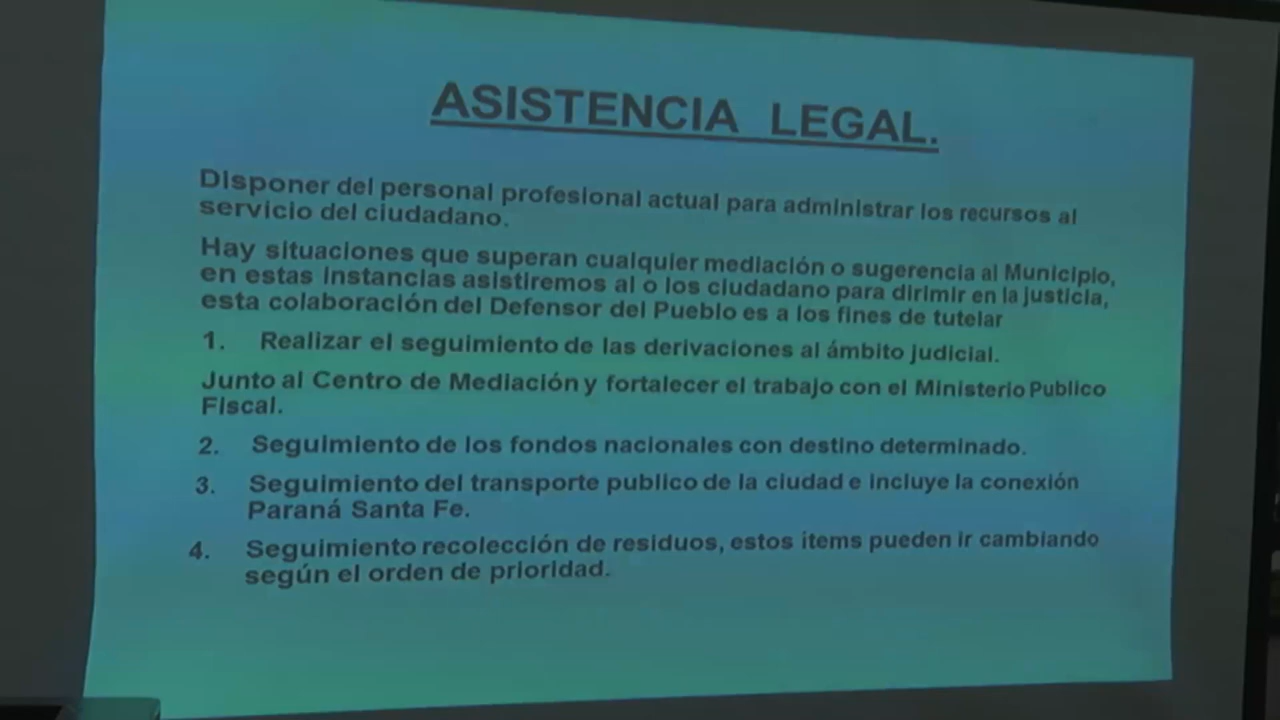 ASISTENCIA LEGAL.
Disponer del personal profesional actual para administrar los recursos al
servicio del ciudadano.
Hay situaciones que superan cualquier mediación o sugerencia al Municipio,
en estas instancias asistiremos al o los ciudadano para dirimir en la justicia,
esta colaboración del Defensor del Pueblo es a los fines de tutelar
1. Realizar el seguimiento de las derivaciones al ámbito judicial.
Junto al Centro de Mediación y fortalecer el trabajo con el Ministerio Publico
Fiscal.
2. Seguimiento de los fondos nacionales con destino determinado.
3. Seguimiento del transporte publico de la ciudad e incluye la conexión
Paraná Santa Fe.
4. Seguimiento recolección de residuos, estos ítems pueden ir cambiando
según el orden de prioridad.